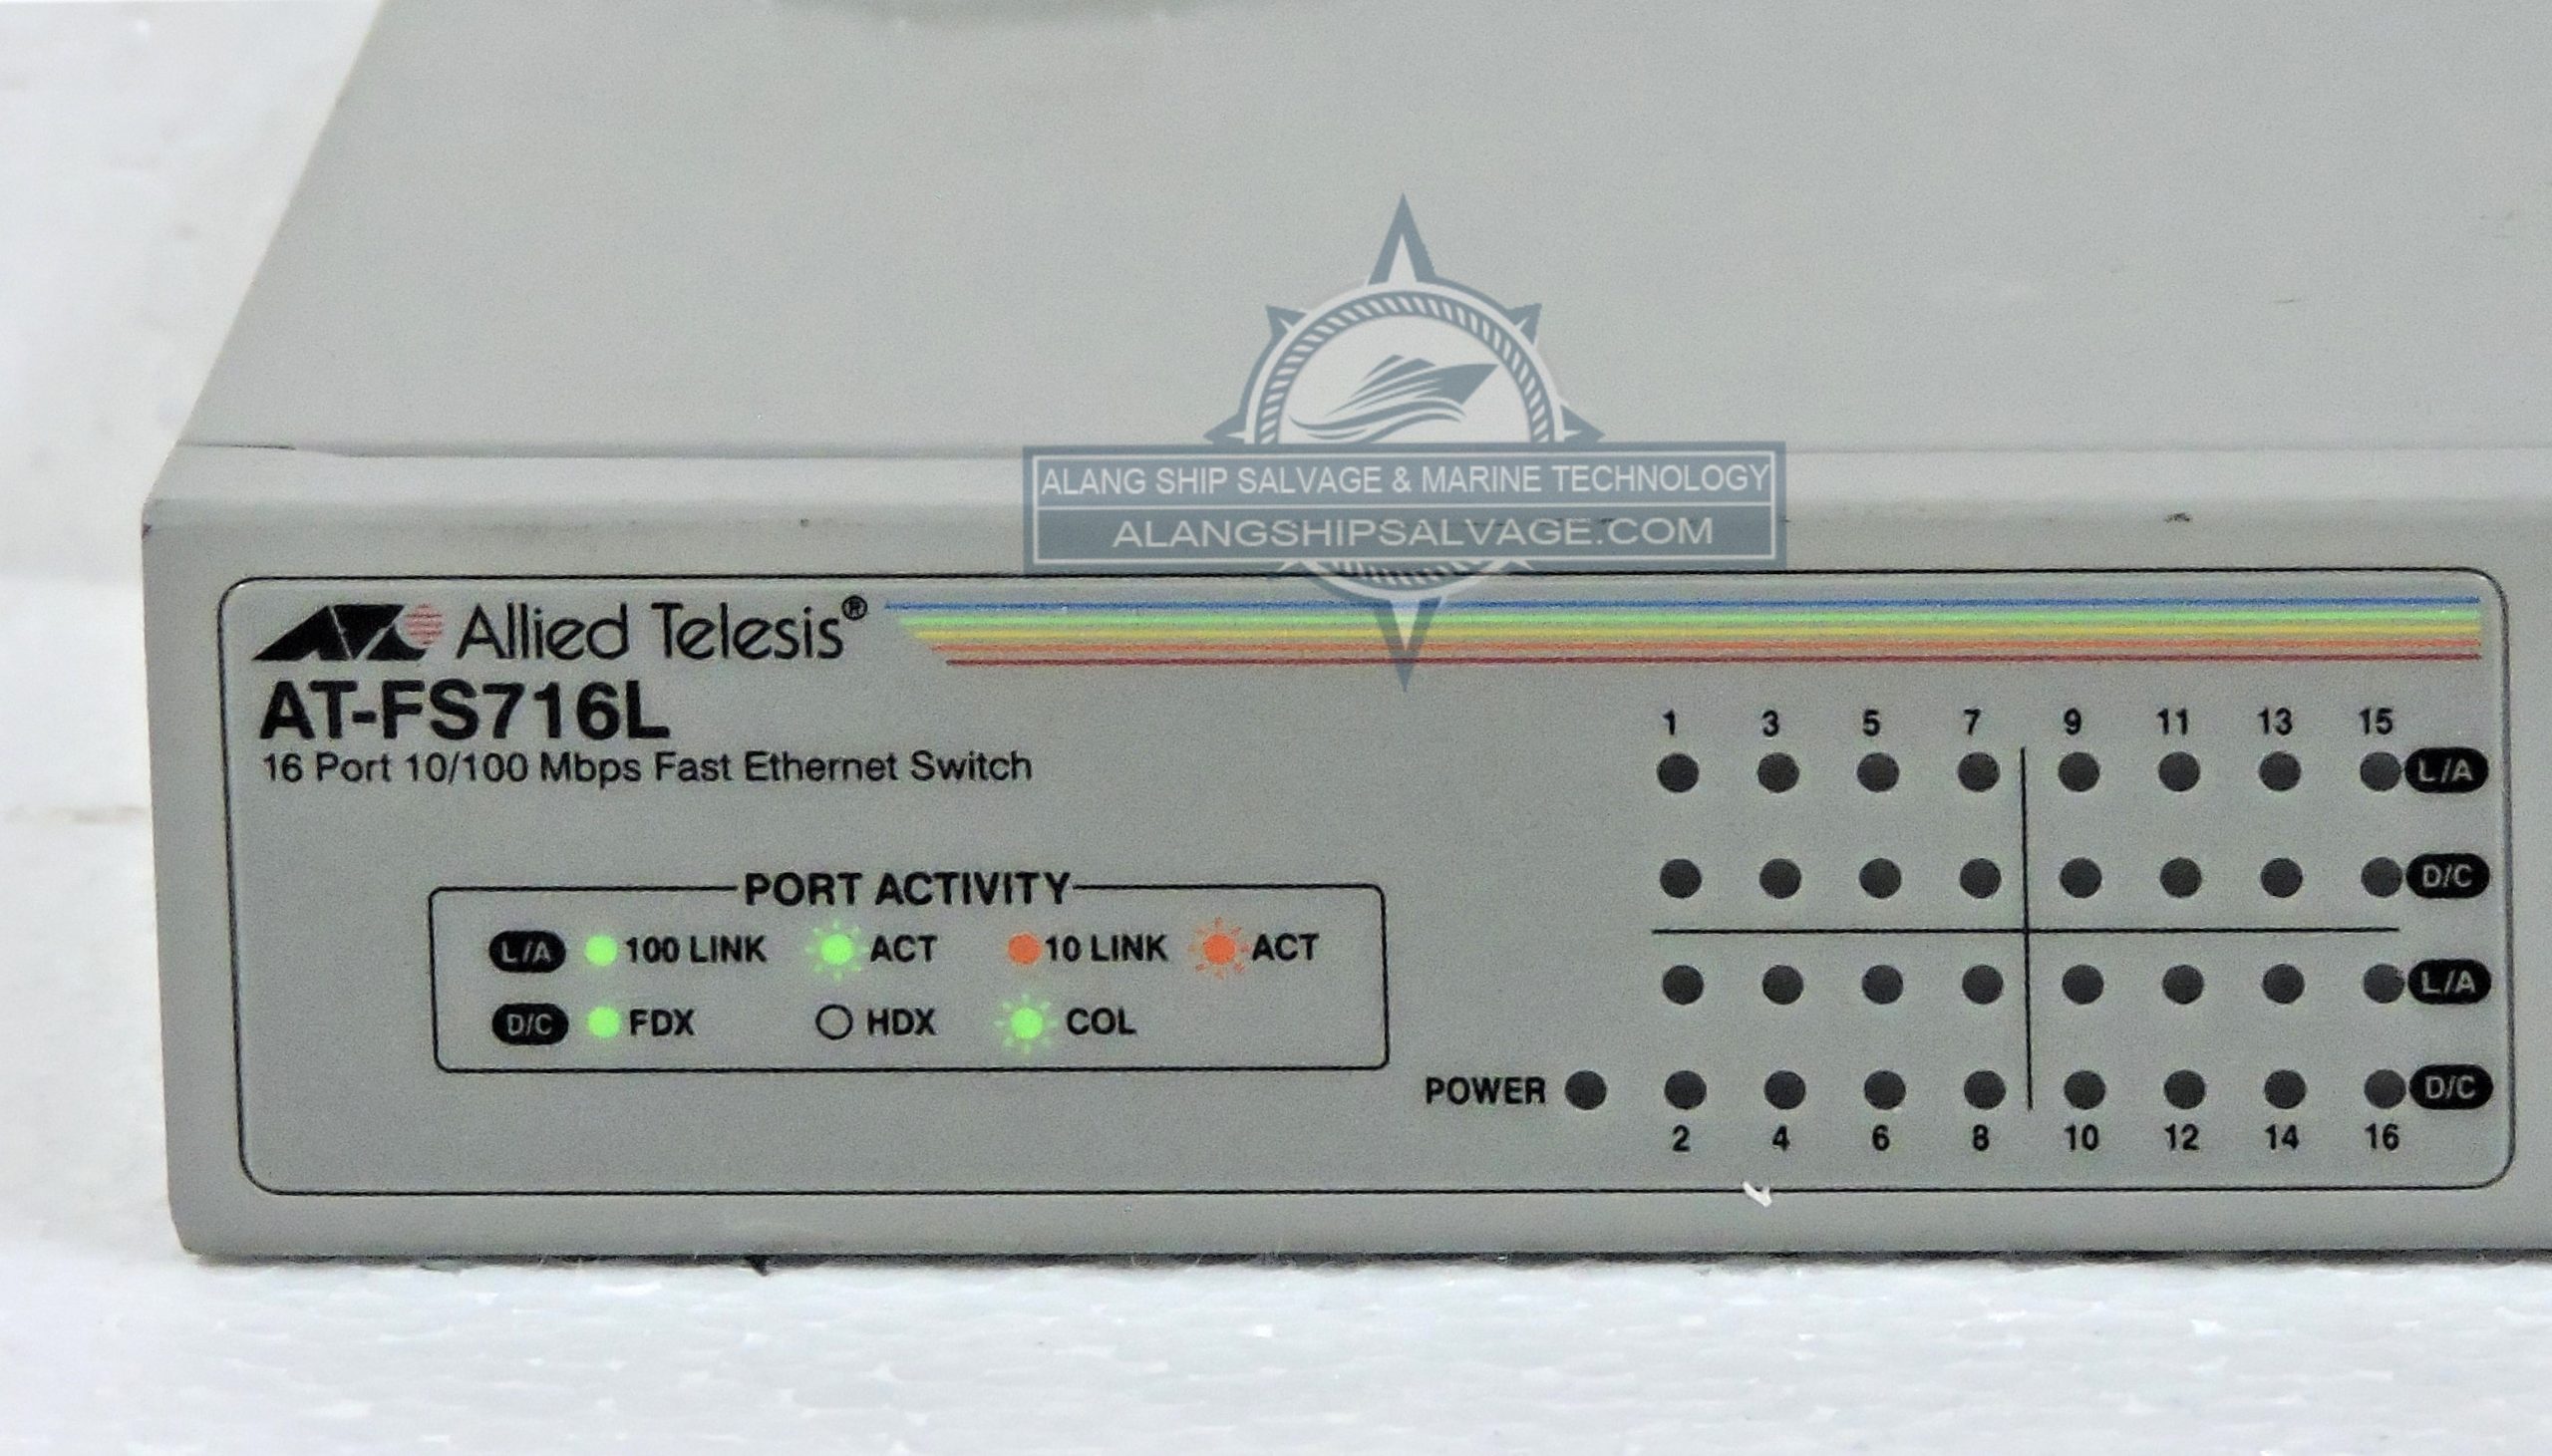 ALANG SHIP SALVAGE & MARINE TECHNOLOGY
ALANGSHIPSALVAGE.COM
Allied Telesis®
AT-FS716L
16 Port 10/100 Mbps Fast Ethernet Switch
1 3 5 7 9 11 13 15
L/A
D/C
PORT ACTIVITY
L/A 100 LINK ACT 10 LINK ACT
D/C FDX HDX COL
L/A
POWER D/C
2 4 6 8 10 12 14 16